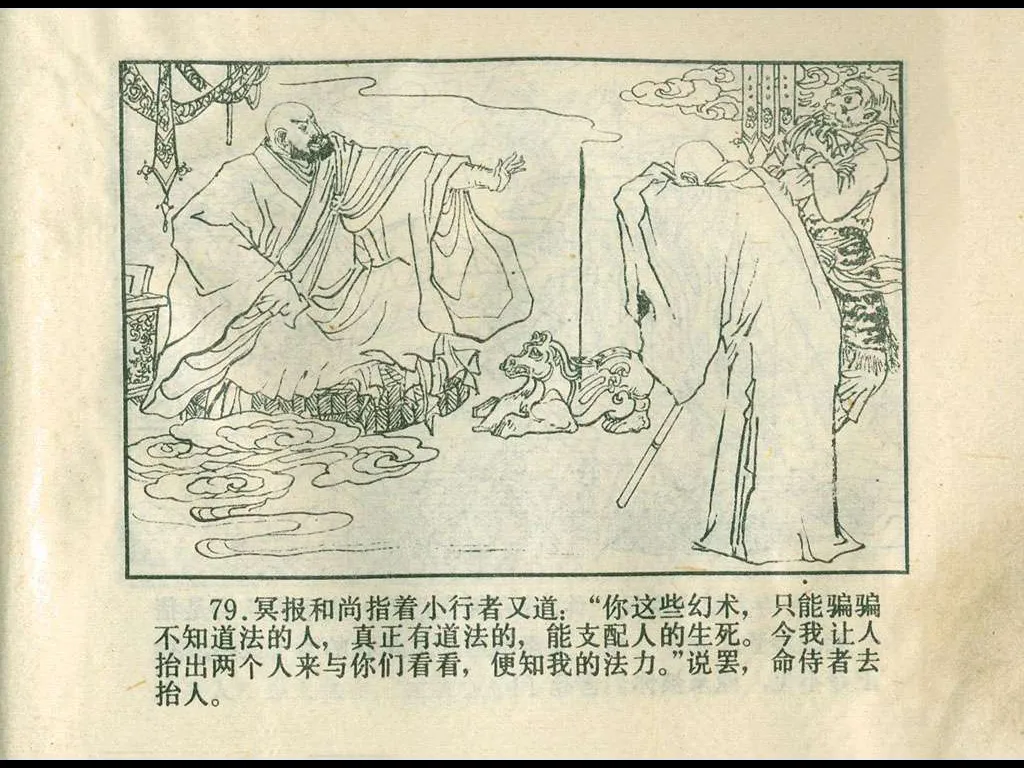 79.冥报和尚指着小行者又道：“你这些幻术，只能骗骗
不知道法的人，真正有道法的，能支配人的生死。今我让人
抬出两个人来与你们看看，便知我的法力。”说罢，命侍者去
抬人。